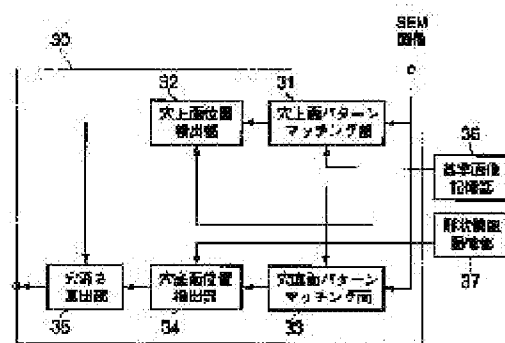 SEM
画像
30
32
31
穴上面位置
検出部
穴上面パターン
マッチング部
36
基準画像
記憶部
形状情報
記憶部
37
穴深さ
算出部
穴底面位置
検出部
穴底面パターン
マッチング部
35
34
33